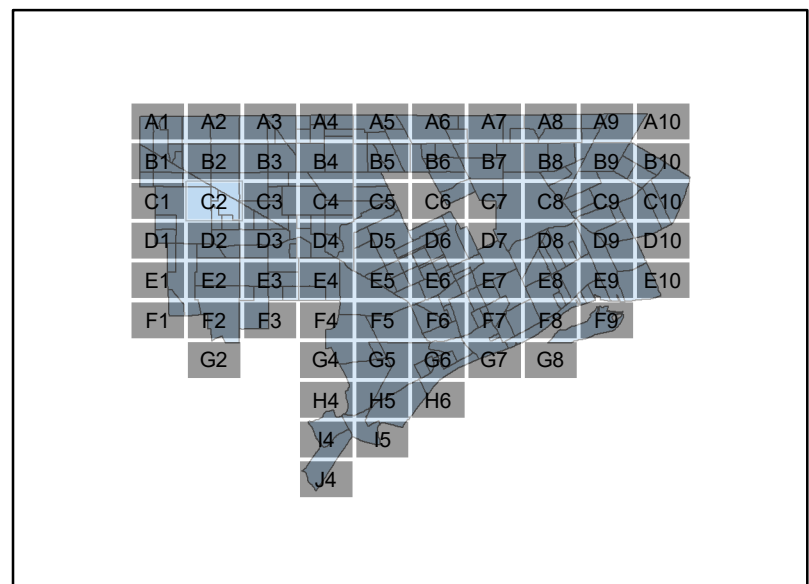 A1 A2 A3 A4 A5 A6 A7 A8 A9 A10
B1 B2 B3 B4 B5 B6 B7 B8 B9 B10
C1 C2 C3 C4 C5 C6 C7 C8 C9 C10
D1 D2 D3 D4 D5 D6 D7 D8 D9 D10
E1 E2 E3 E4 E5 E6 E7 E8 E9 E10
F1 F2 F3 F4 F5 F6 F7 F8 F9
G2 G4 G5 G6 G7 G8
H4 H5 H6
I4 I5
J4